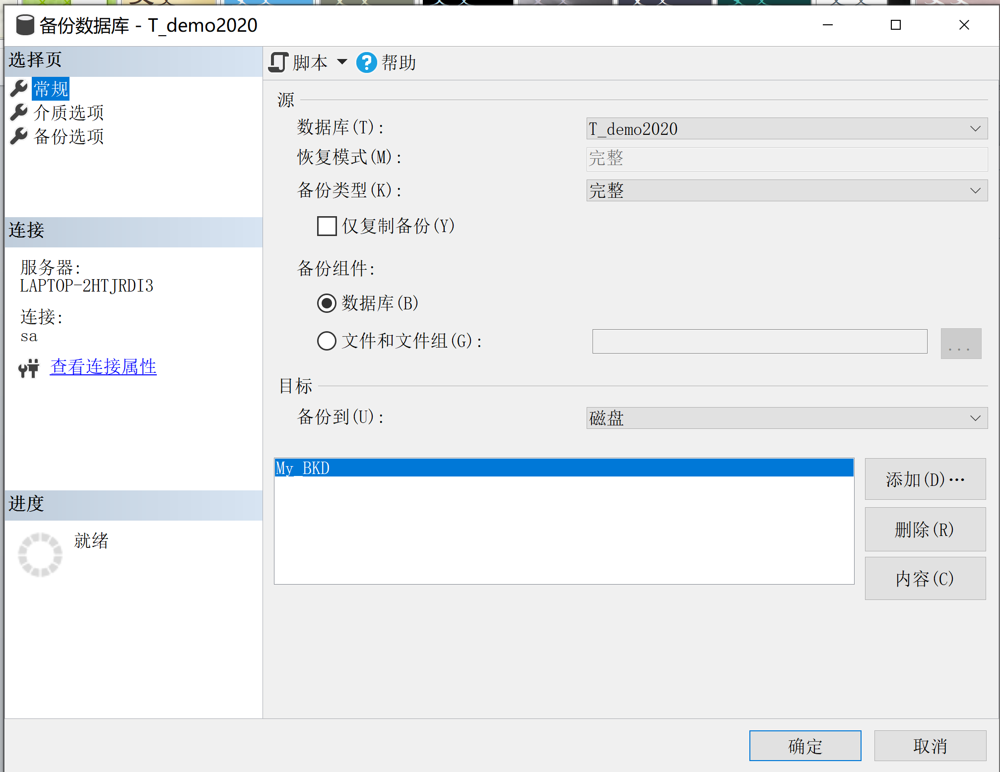 备份数据库 - T_demo2020
选择页
常规
介质选项
备份选项
连接
服务器:
LAPTOP-2HTJRDI3
连接:
sa
查看连接属性
进度
就绪
脚本
帮助
源
数据库(T): T_demo2020
恢复模式(M): 完整
备份类型(K): 完整
仅复制备份(Y)
备份组件:
数据库(B)
文件和文件组(G): ...
目标
备份到(U): 磁盘
My_BKD
添加(D)...
删除(R)
内容(C)
确定 取消